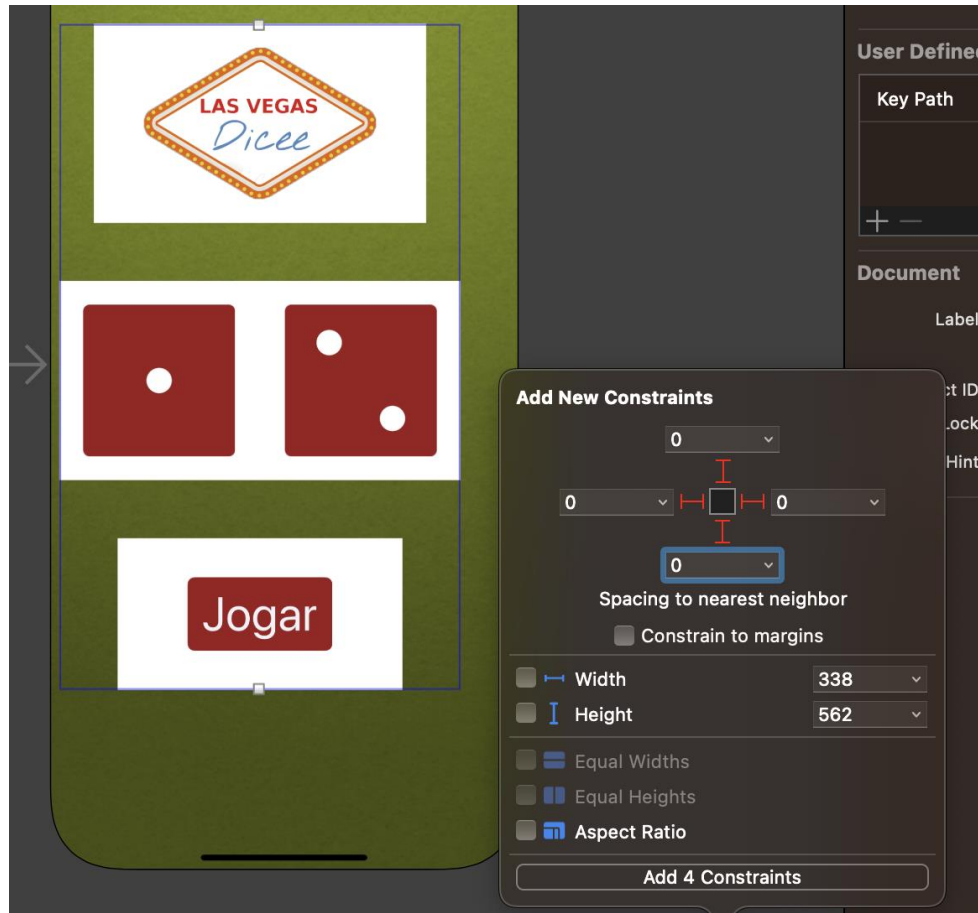 User Defined
Key Path
LAS VEGAS
Dicee
Document
Label
Add New Constraints
ct ID
0
Lock
Hint
0
0
0
Spacing to nearest neighbor
Jogar
Constrain to margins
Width
338
Height
562
Equal Widths
Equal Heights
Aspect Ratio
Add 4 Constraints